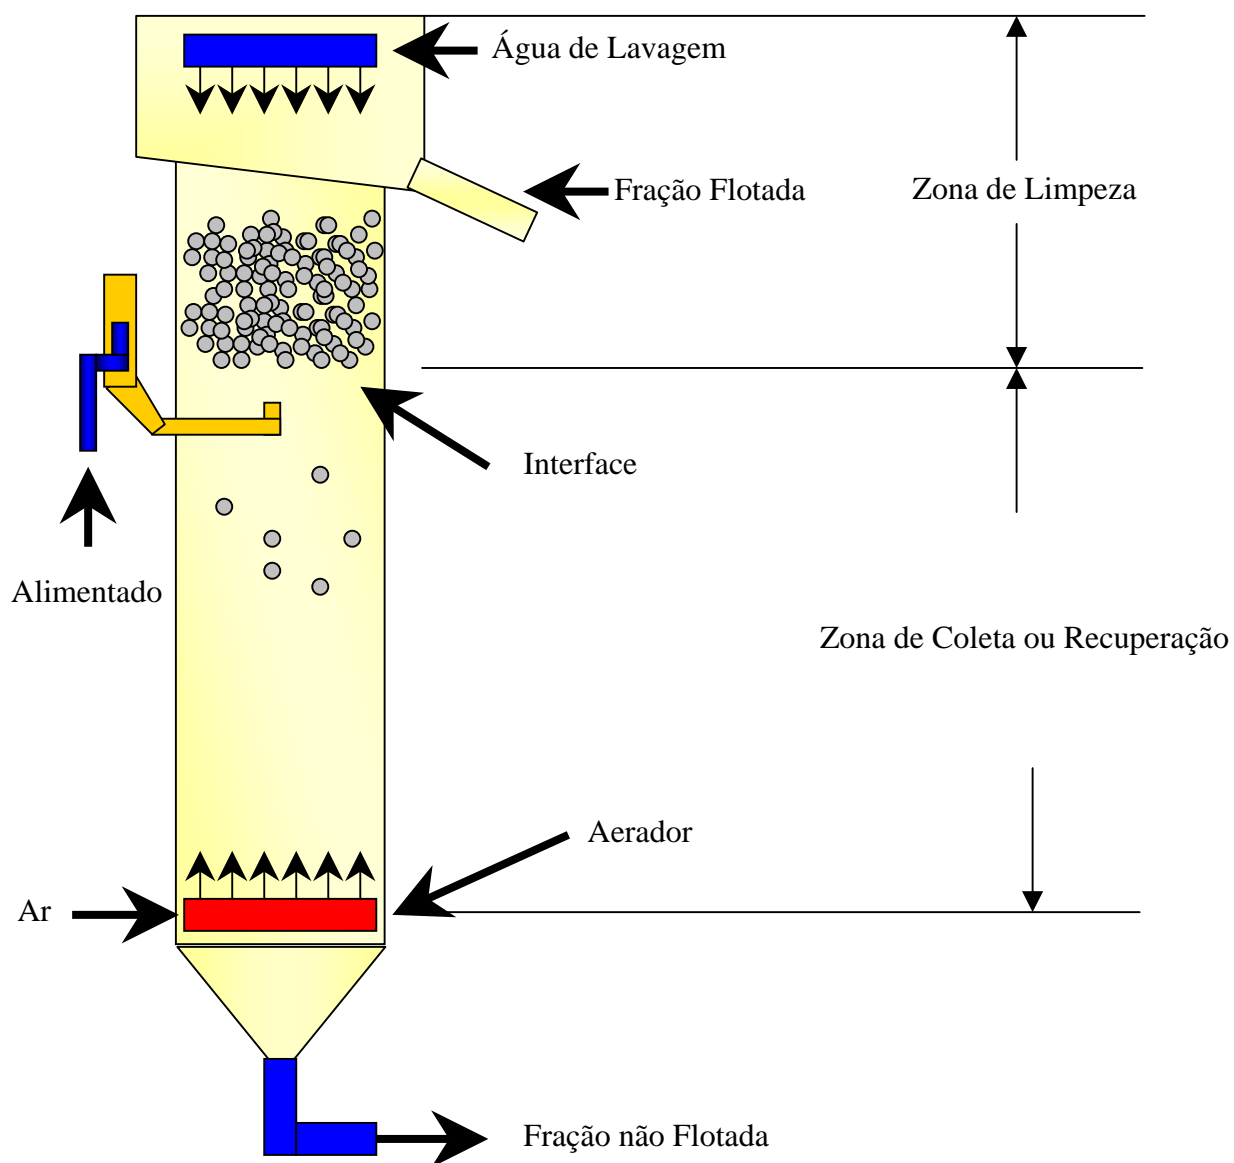 Água de Lavagem
Fração Flotada
Zona de Limpeza
Interface
Alimentado
Zona de Coleta ou Recuperação
Aerador
Ar
Fração não Flotada